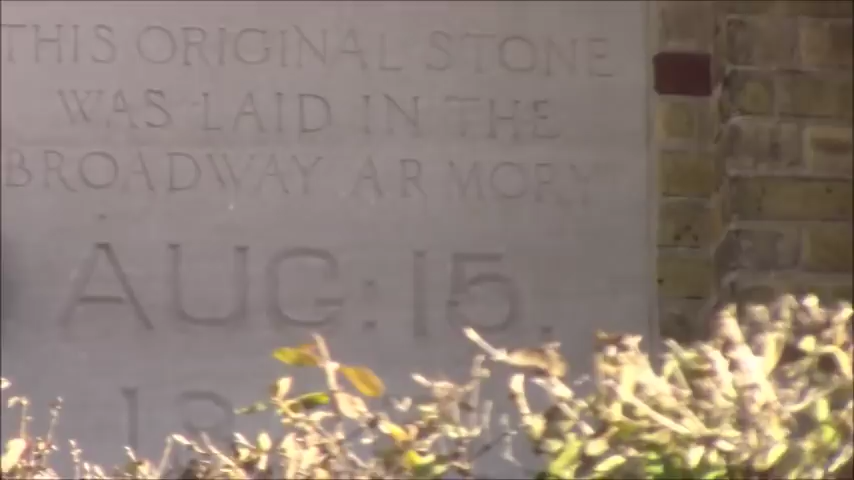 THIS ORIGINAL STONE
WAS LAID IN THE
BROADWAY ARMORY
AUG: 15.